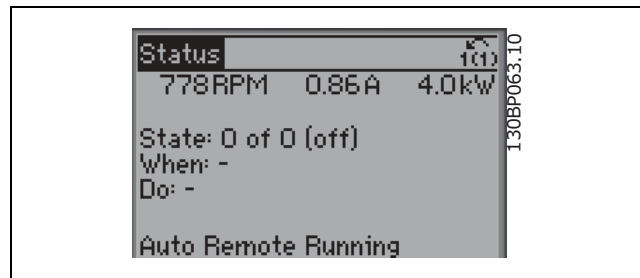 Status 1(1)
778RPM 0.86A 4.0kW
State: 0 of 0 (off)
When: -
Do: -
Auto Remote Running
130BP063.10